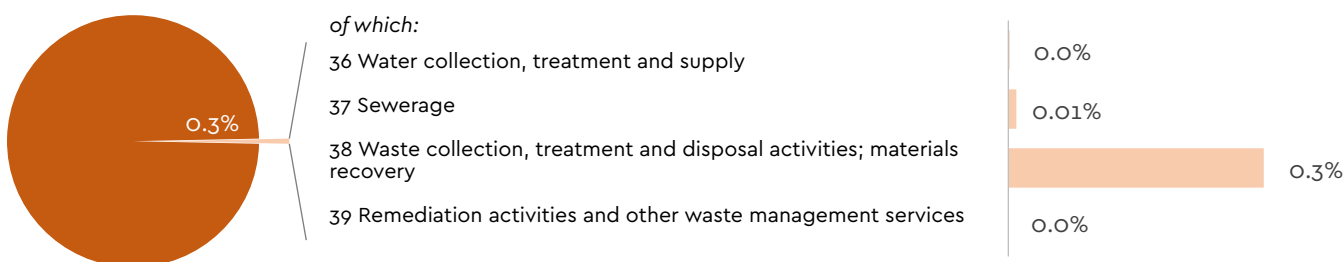 of which:
0.3%
36 Water collection, treatment and supply
0.0%
37 Sewerage
0.01%
38 Waste collection, treatment and disposal activities; materials
recovery
0.3%
39 Remediation activities and other waste management services
0.0%